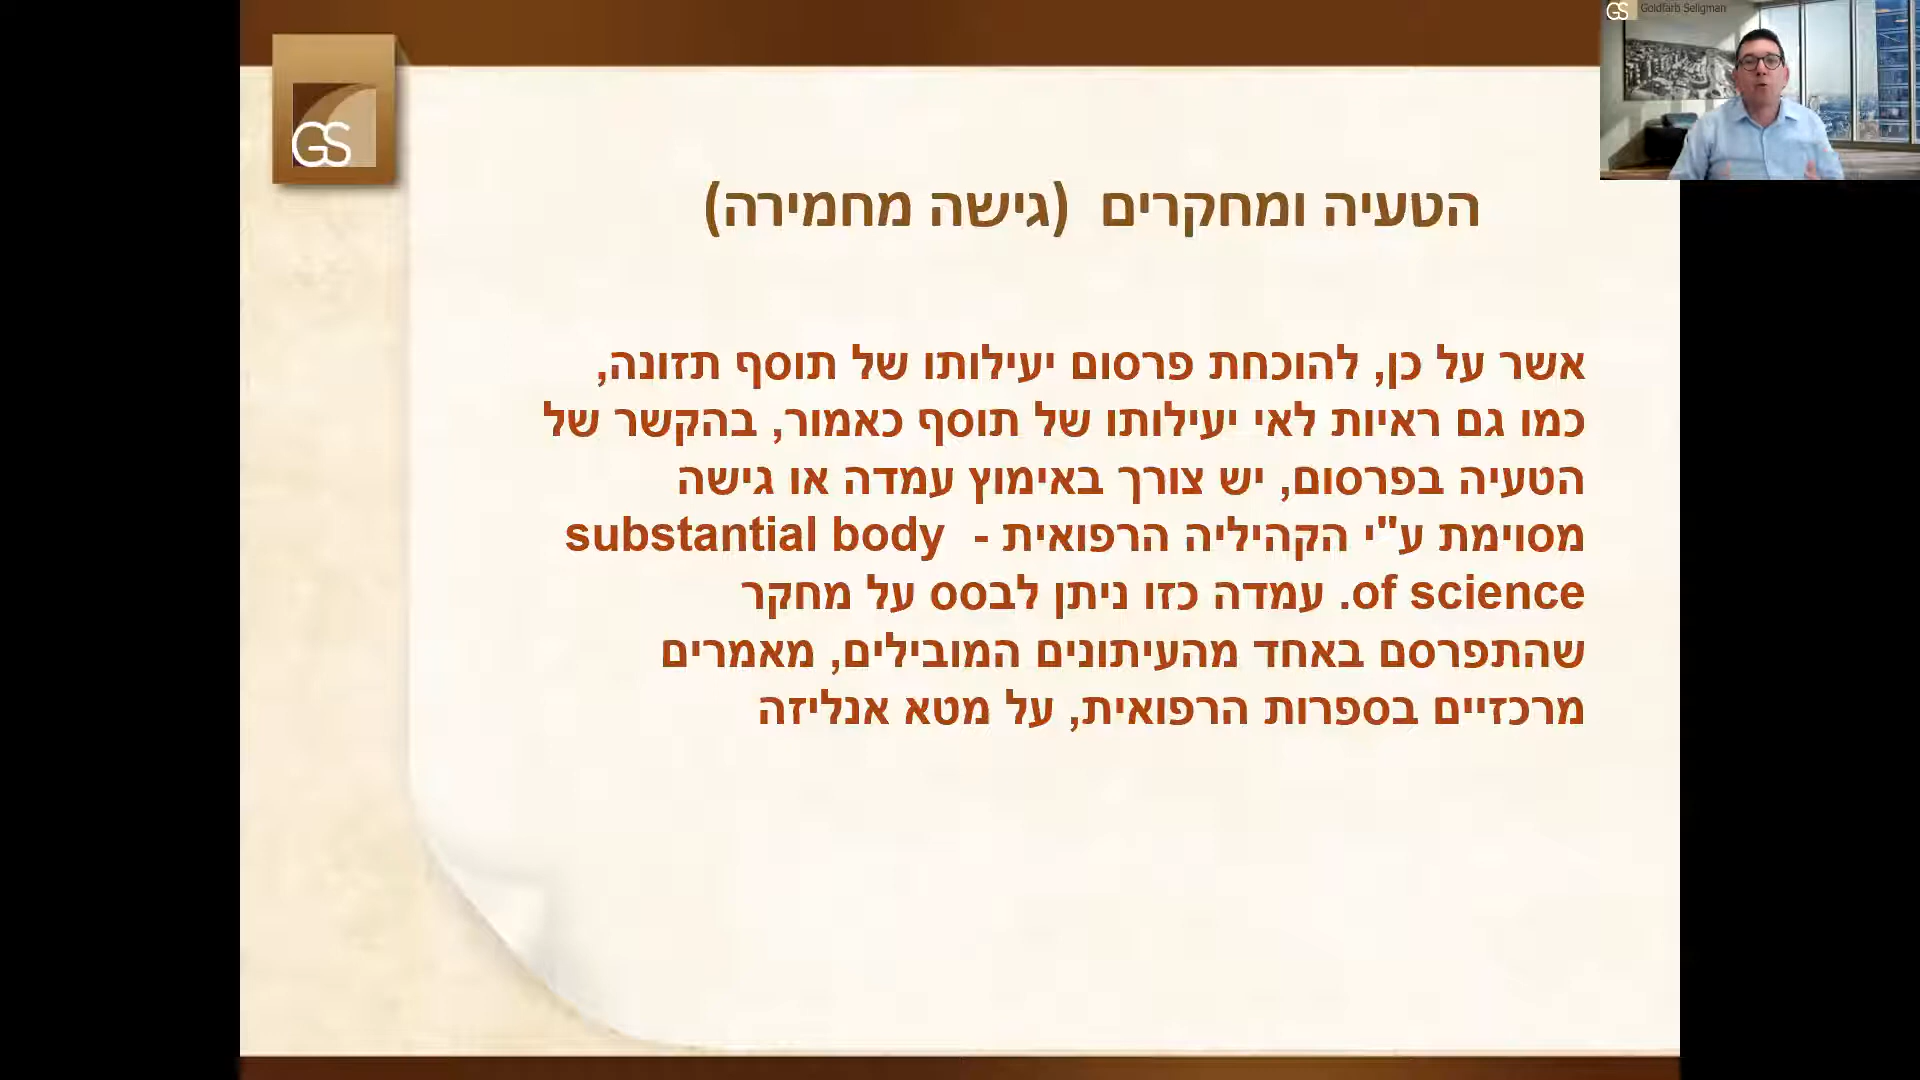 GS
Goldfarb Seligman
GS
הטעיה ומחקרים (גישה מחמירה)
אשר על כן, להוכחת פרסום יעילותו של תוסף תזונה,
כמו גם ראיות לאי יעילותו של תוסף כאמור, בהקשר של
הטעיה בפרסום, יש צורך באימוץ עמדה או גישה
מסוימת ע"י הקהיליה הרפואית - substantial body
of science. עמדה כזו ניתן לבסס על מחקר
שהתפרסם באחד מהעיתונים המובילים, מאמרים
מרכזיים בספרות הרפואית, על מטא אנליזה